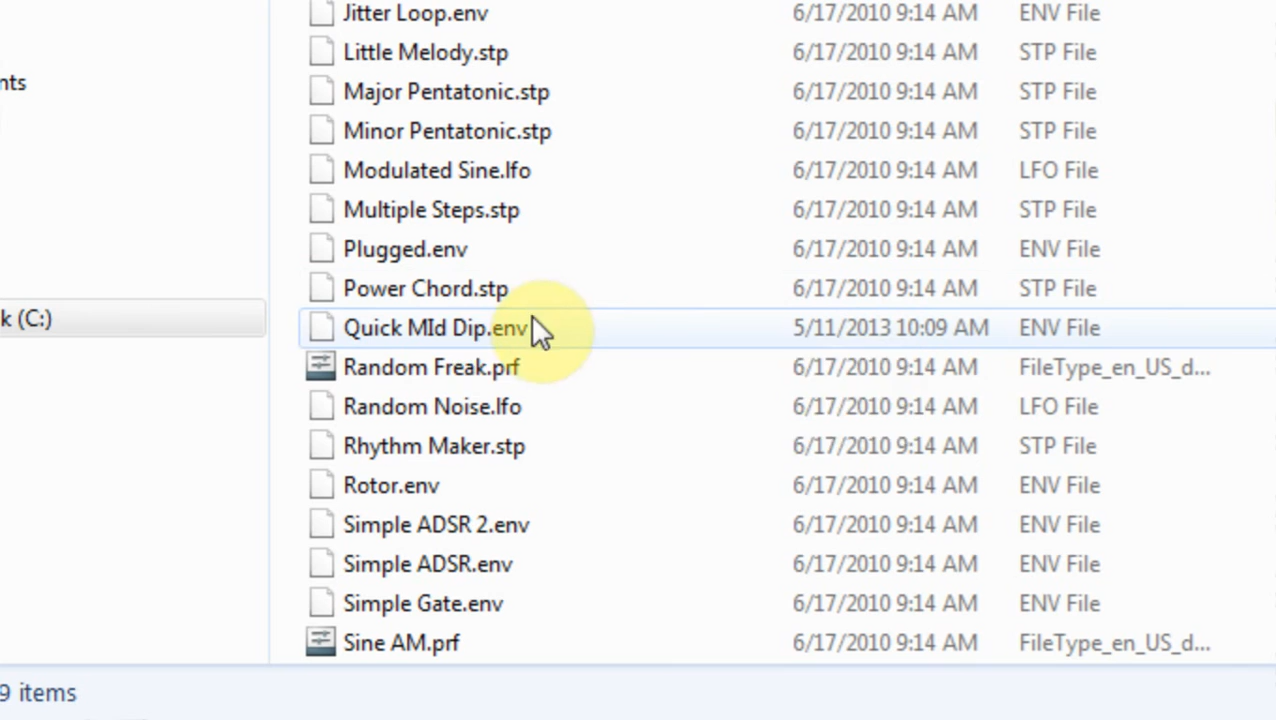 Jitter Loop.env 6/17/2010 9:14 AM ENV File
Little Melody.stp 6/17/2010 9:14 AM STP File
nts
Major Pentatonic.stp 6/17/2010 9:14 AM STP File
Minor Pentatonic.stp 6/17/2010 9:14 AM STP File
Modulated Sine.lfo 6/17/2010 9:14 AM LFO File
Multiple Steps.stp 6/17/2010 9:14 AM STP File
Plugged.env 6/17/2010 9:14 AM ENV File
Power Chord.stp 6/17/2010 9:14 AM STP File
k (C:)
Quick MId Dip.env 5/11/2013 10:09 AM ENV File
Random Freak.prf 6/17/2010 9:14 AM FileType_en_US_d...
Random Noise.lfo 6/17/2010 9:14 AM LFO File
Rhythm Maker.stp 6/17/2010 9:14 AM STP File
Rotor.env 6/17/2010 9:14 AM ENV File
Simple ADSR 2.env 6/17/2010 9:14 AM ENV File
Simple ADSR.env 6/17/2010 9:14 AM ENV File
Simple Gate.env 6/17/2010 9:14 AM ENV File
Sine AM.prf 6/17/2010 9:14 AM FileType_en_US_d...
9 items